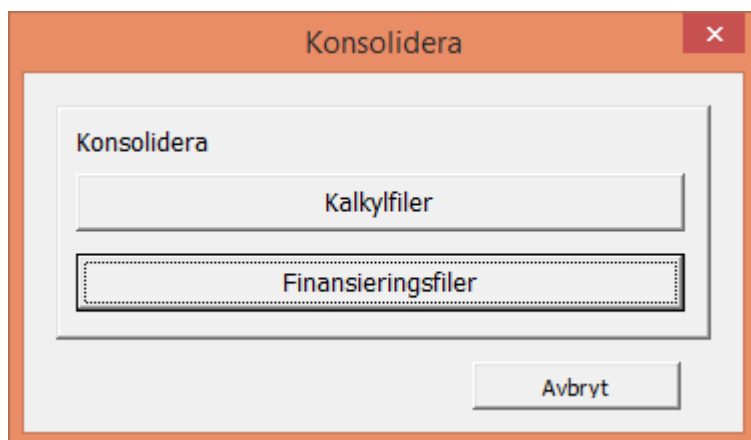 Konsolidera
Konsolidera
Kalkylfiler
Finansieringsfiler
Avbryt